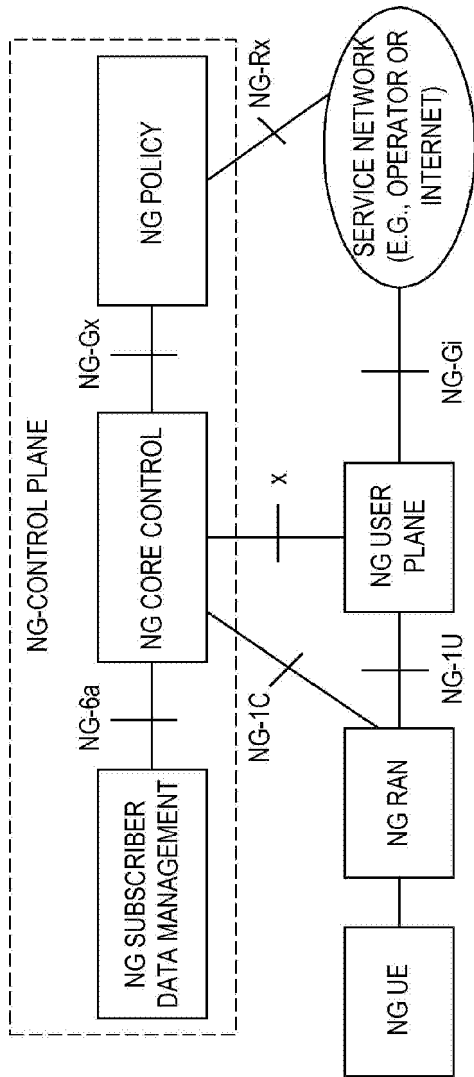 NG-CONTROL PLANE
NG SUBSCRIBER
DATA MANAGEMENT
NG-6a
NG CORE CONTROL
NG-Gx
NG POLICY
NG-1C
x
NG-Rx
NG UE
NG RAN
NG-1U
NG USER
PLANE
NG-Gi
SERVICE NETWORK
(E.G., OPERATOR OR
INTERNET)